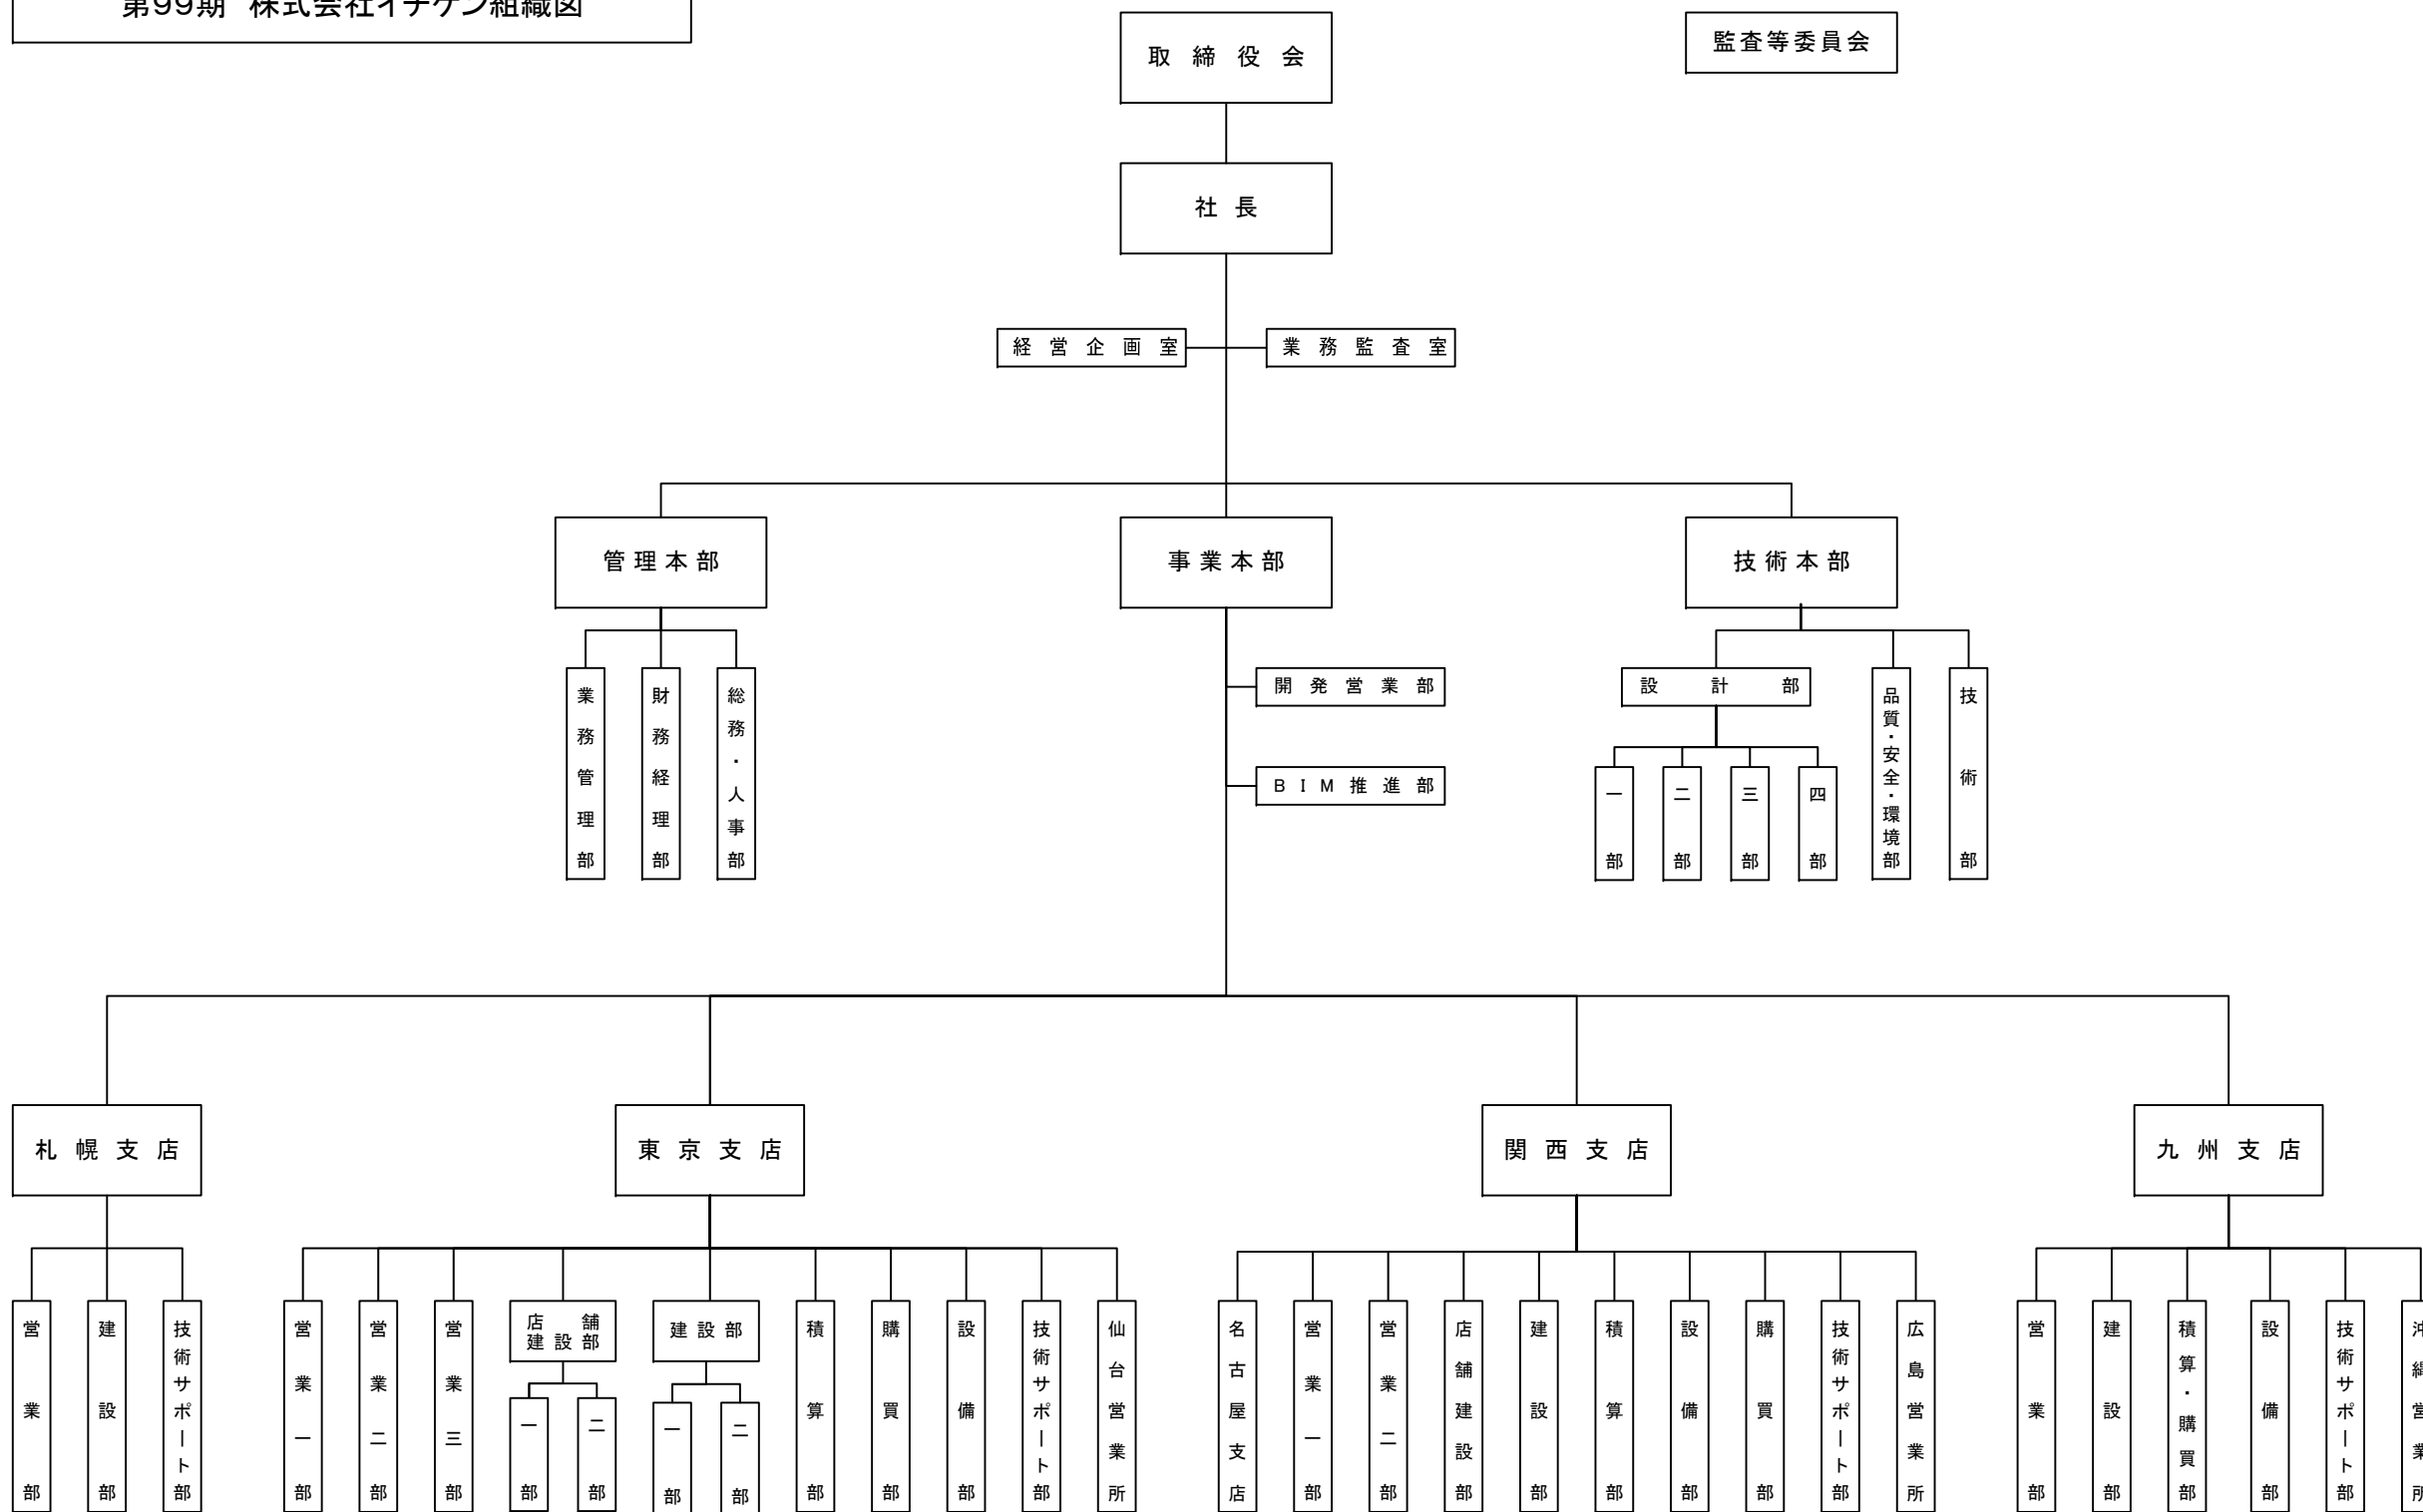 第99期 株式会社イチケン組織図
取締役会
監査等委員会
社長
経営企画室
業務監査室
管理本部
事業本部
技術本部
業務管理部
財務経理部
総務・人事部
開発営業部
BIM推進部
設計部
一部
二部
三部
四部
品質・安全・環境部
技術部
札幌支店
東京支店
関西支店
九州支店
営業部
建設部
技術サポート部
営業一部
営業二部
営業三部
店舗
建設部
一部
二部
建設部
一部
二部
積算部
購買部
設備部
技術サポート部
仙台営業所
名古屋支店
営業一部
営業二部
店舗建設部
建設部
積算部
設備部
購買部
技術サポート部
広島営業所
営業部
建設部
積算・購買部
設備部
技術サポート部
沖縄営業所